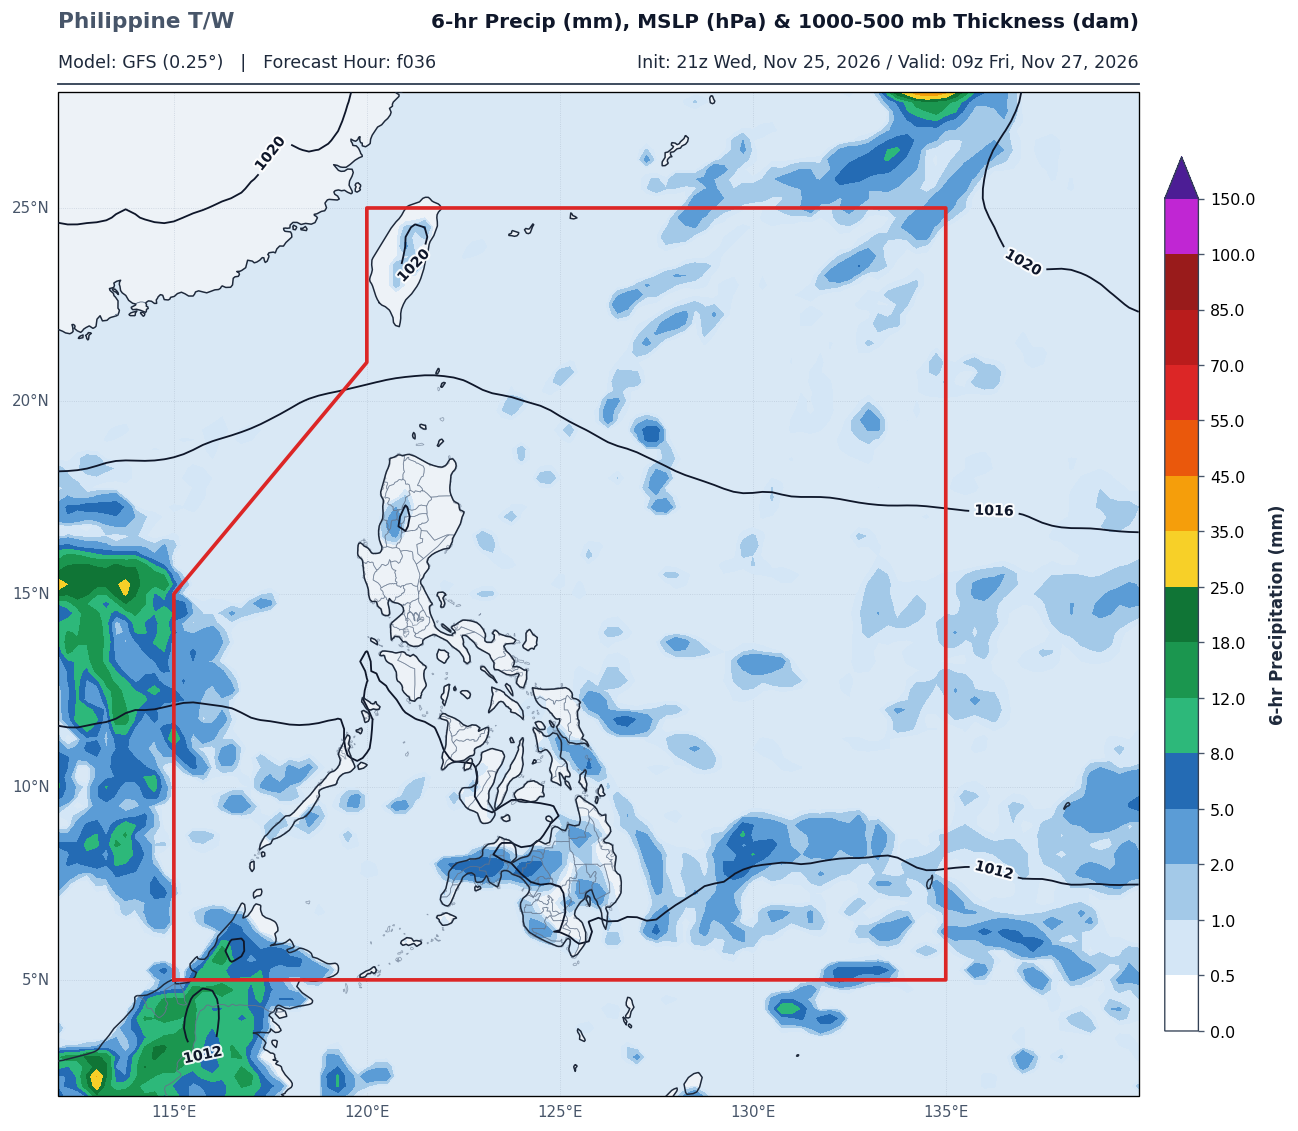 Philippine T/W
6-hr Precip (mm), MSLP (hPa) & 1000-500 mb Thickness (dam)
Model: GFS (0.25°) | Forecast Hour: f036
Init: 21z Wed, Nov 25, 2026 / Valid: 09z Fri, Nov 27, 2026
1020
1020
1020
1016
1012
1012
25°N
20°N
15°N
10°N
5°N
115°E
120°E
125°E
130°E
135°E
150.0
100.0
85.0
70.0
55.0
45.0
35.0
25.0
18.0
12.0
8.0
5.0
2.0
1.0
0.5
0.0
6-hr Precipitation (mm)